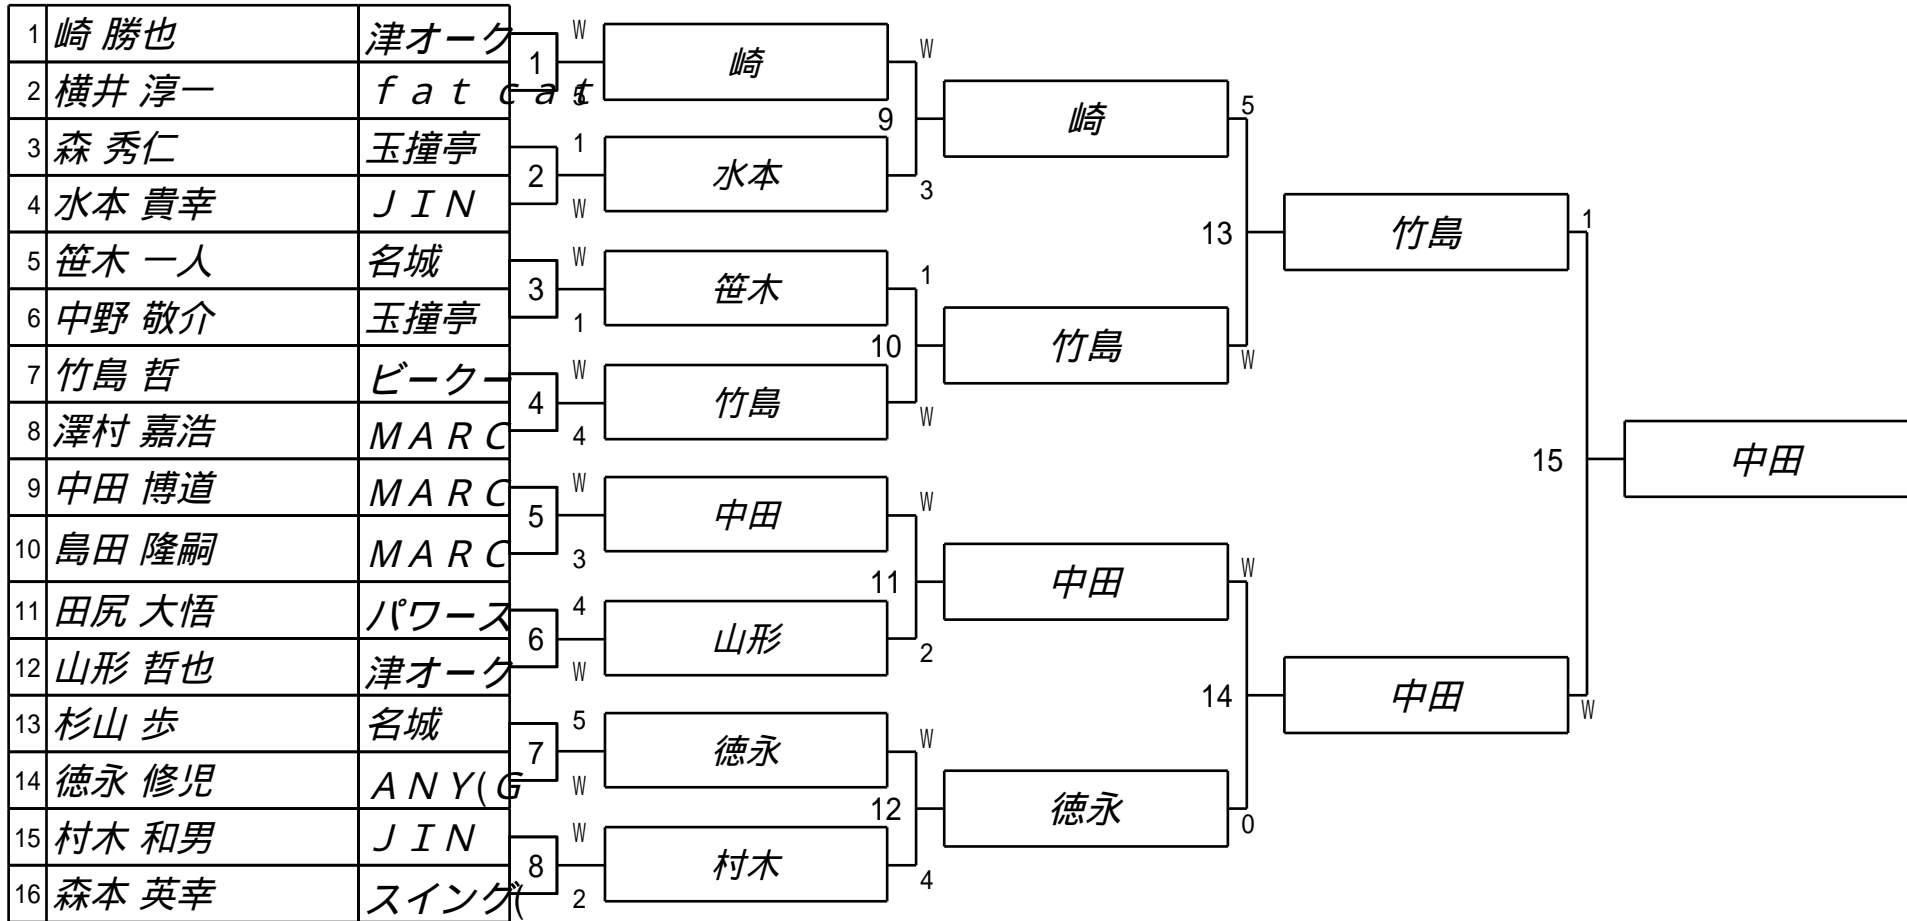 1 崎 勝也 津オーク
2 横井 淳一 ｆａｔ ｃａｔ
3 森 秀仁 玉撞亭
4 水本 貴幸 ＪＩＮ
5 笹木 一人 名城
6 中野 敬介 玉撞亭
7 竹島 哲 ビークー
8 澤村 嘉浩 ＭＡＲＣ
9 中田 博道 ＭＡＲＣ
10 島田 隆嗣 ＭＡＲＣ
11 田尻 大悟 パワース
12 山形 哲也 津オーク
13 杉山 歩 名城
14 徳永 修児 ＡＮＹ(G
15 村木 和男 ＪＩＮ
16 森本 英幸 スイング(
1 W 5
2 1 W
3 W 1
4 W 4
5 W 3
6 4 W
7 5 W
8 W 2
崎 W
9
水本 3
笹木 1
10
竹島 W
中田 W
11
山形 2
徳永 W
12
村木 4
崎 5
13
竹島 W
中田 W
14
徳永 0
竹島 1
15
中田 W
中田